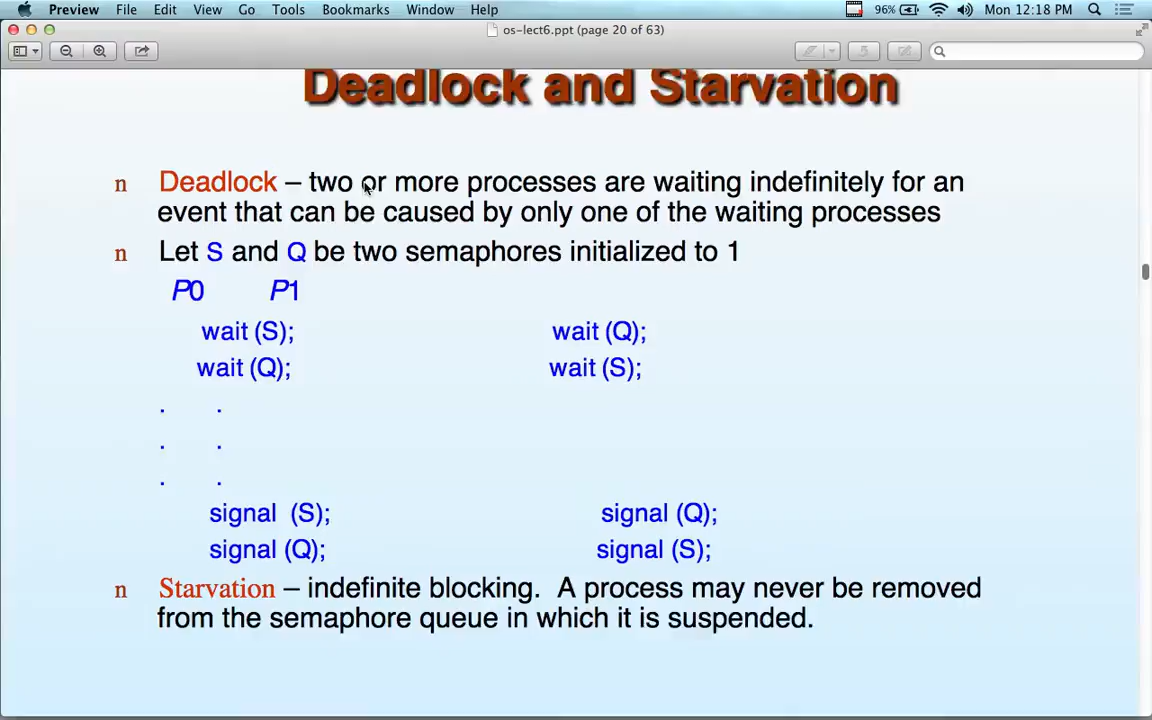 Preview File Edit View Go Tools Bookmarks Window Help 96% Mon 12:18 PM
os-lect6.ppt (page 20 of 63)
Deadlock and Starvation
n Deadlock – two or more processes are waiting indefinitely for an
event that can be caused by only one of the waiting processes
n Let S and Q be two semaphores initialized to 1
P0 P1
wait (S); wait (Q);
wait (Q); wait (S);
. .
. .
. .
signal (S); signal (Q);
signal (Q); signal (S);
n Starvation – indefinite blocking. A process may never be removed
from the semaphore queue in which it is suspended.